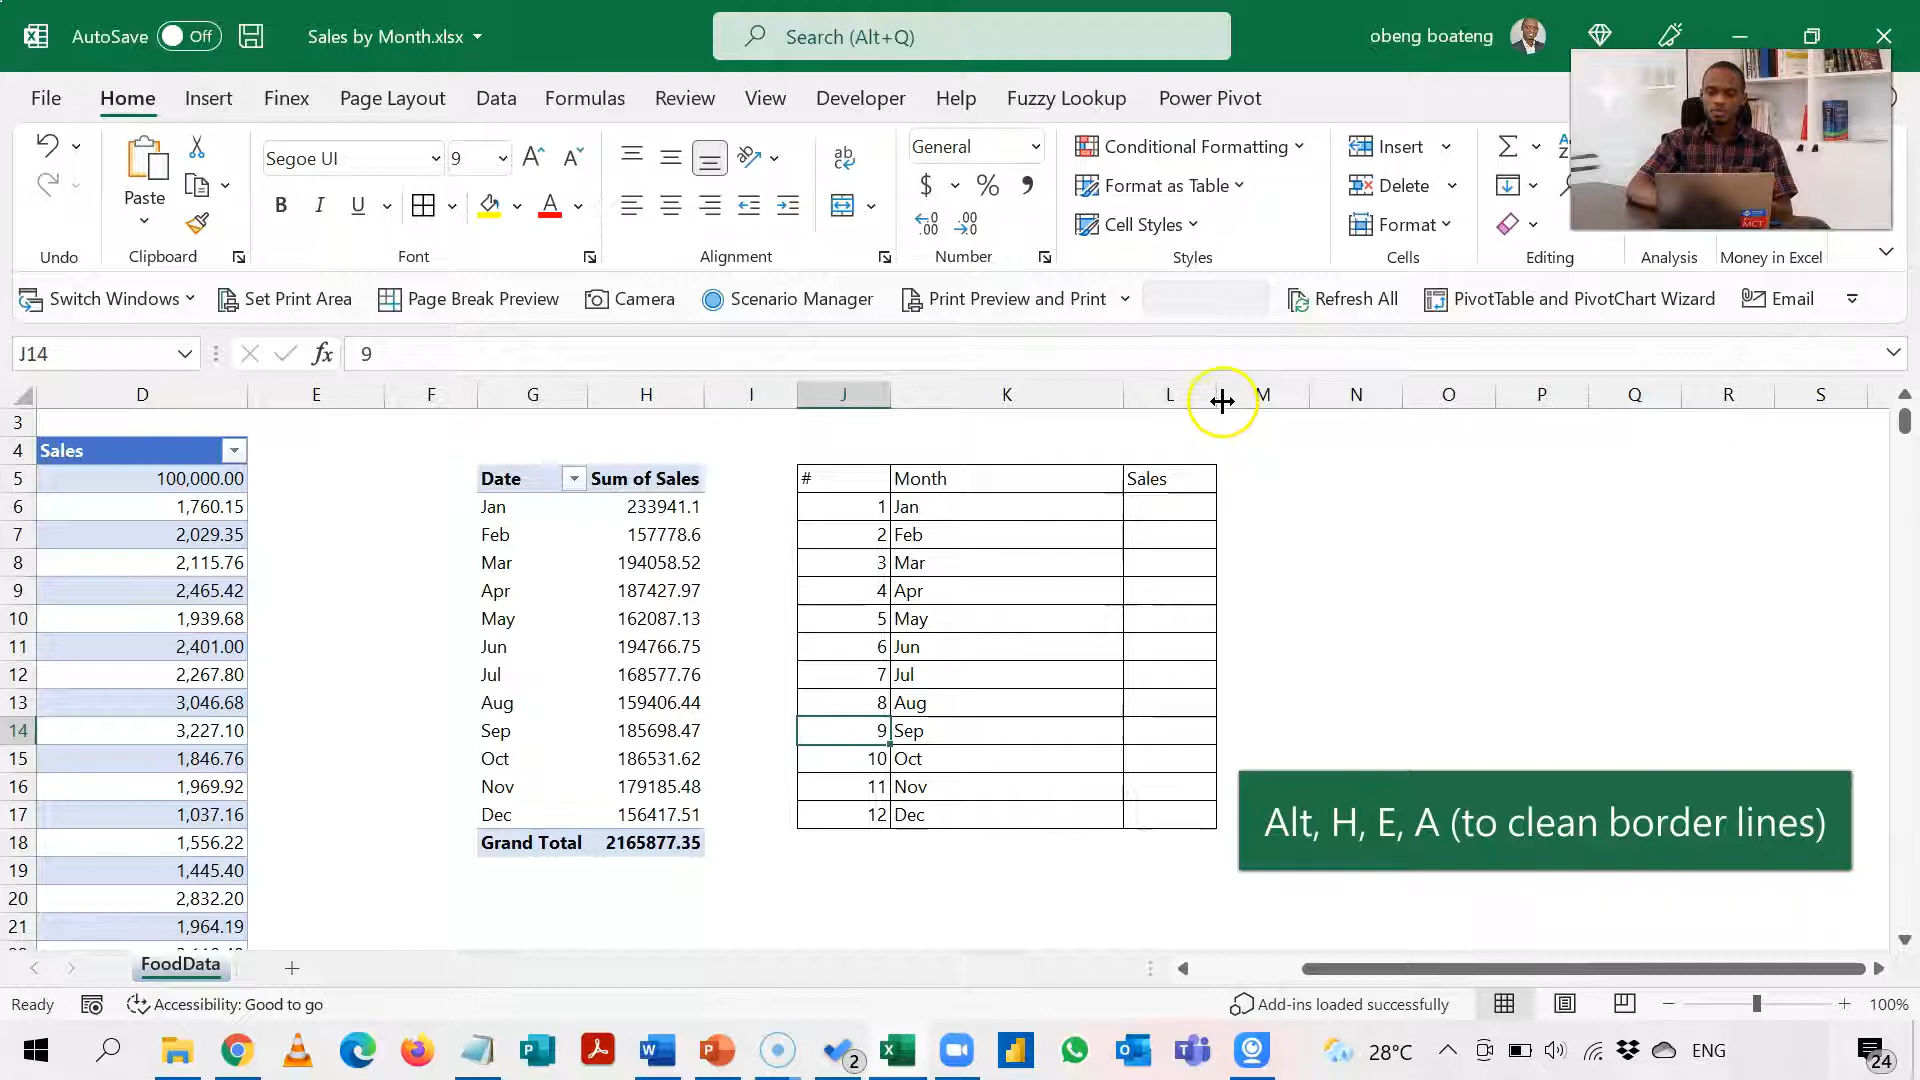 AutoSave Off Sales by Month.xlsx Search (Alt+Q) obeng boateng
File Home Insert Finex Page Layout Data Formulas Review View Developer Help Fuzzy Lookup Power Pivot
Paste
Undo
Clipboard
Segoe UI 9
B I U A
Font
ab
Alignment
General
$ %
Number
Conditional Formatting
Format as Table
Cell Styles
Styles
Insert
Delete
Format
Cells
Editing
Analysis
Money in Excel
Switch Windows Set Print Area Page Break Preview Camera Scenario Manager Print Preview and Print Refresh All PivotTable and PivotChart Wizard Email
J14 fx 9
D E F G H I J K L M N O P Q R S
3
4 Sales
5 100,000.00 Date Sum of Sales # Month Sales
6 1,760.15 Jan 233941.1 1 Jan
7 2,029.35 Feb 157778.6 2 Feb
8 2,115.76 Mar 194058.52 3 Mar
9 2,465.42 Apr 187427.97 4 Apr
10 1,939.68 May 162087.13 5 May
11 2,401.00 Jun 194766.75 6 Jun
12 2,267.80 Jul 168577.76 7 Jul
13 3,046.68 Aug 159406.44 8 Aug
14 3,227.10 Sep 185698.47 9 Sep
15 1,846.76 Oct 186531.62 10 Oct
16 1,969.92 Nov 179185.48 11 Nov
17 1,037.16 Dec 156417.51 12 Dec
18 1,556.22 Grand Total 2165877.35
19 1,445.40
20 2,832.20
21 1,964.19
Alt, H, E, A (to clean border lines)
FoodData
Ready Accessibility: Good to go Add-ins loaded successfully 100%
2 28°C ENG 24